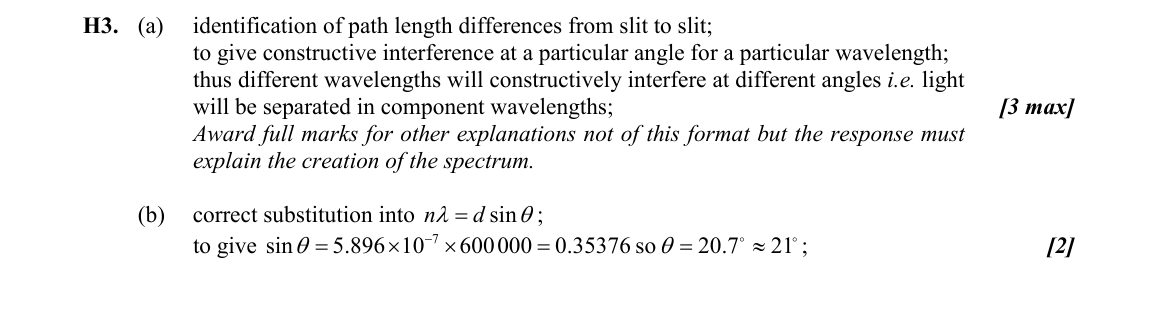 H3. (a) identification of path length differences from slit to slit;
to give constructive interference at a particular angle for a particular wavelength;
thus different wavelengths will constructively interfere at different angles i.e. light
will be separated in component wavelengths; [3 max]
Award full marks for other explanations not of this format but the response must
explain the creation of the spectrum.
(b) correct substitution into nλ = d sin θ;
to give sin θ = 5.896×10⁻⁷ × 600 000 = 0.35376 so θ = 20.7° ≈ 21°; [2]